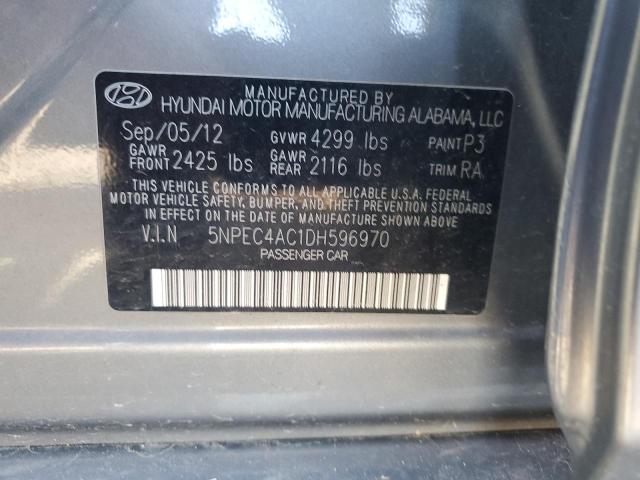 MANUFACTURED BY
HYUNDAI MOTOR MANUFACTURING ALABAMA, LLC
Sep/05/12 GVWR 4299 lbs PAINT P3
GAWR FRONT 2425 lbs GAWR REAR 2116 lbs TRIM RA
THIS VEHICLE CONFORMS TO ALL APPLICABLE U.S.A. FEDERAL
MOTOR VEHICLE SAFETY, BUMPER, AND THEFT PREVENTION
STANDARDS IN EFFECT ON THE DATE OF MANUFACTURE SHOWN ABOVE
V.I.N 5NPEC4AC1DH596970
PASSENGER CAR